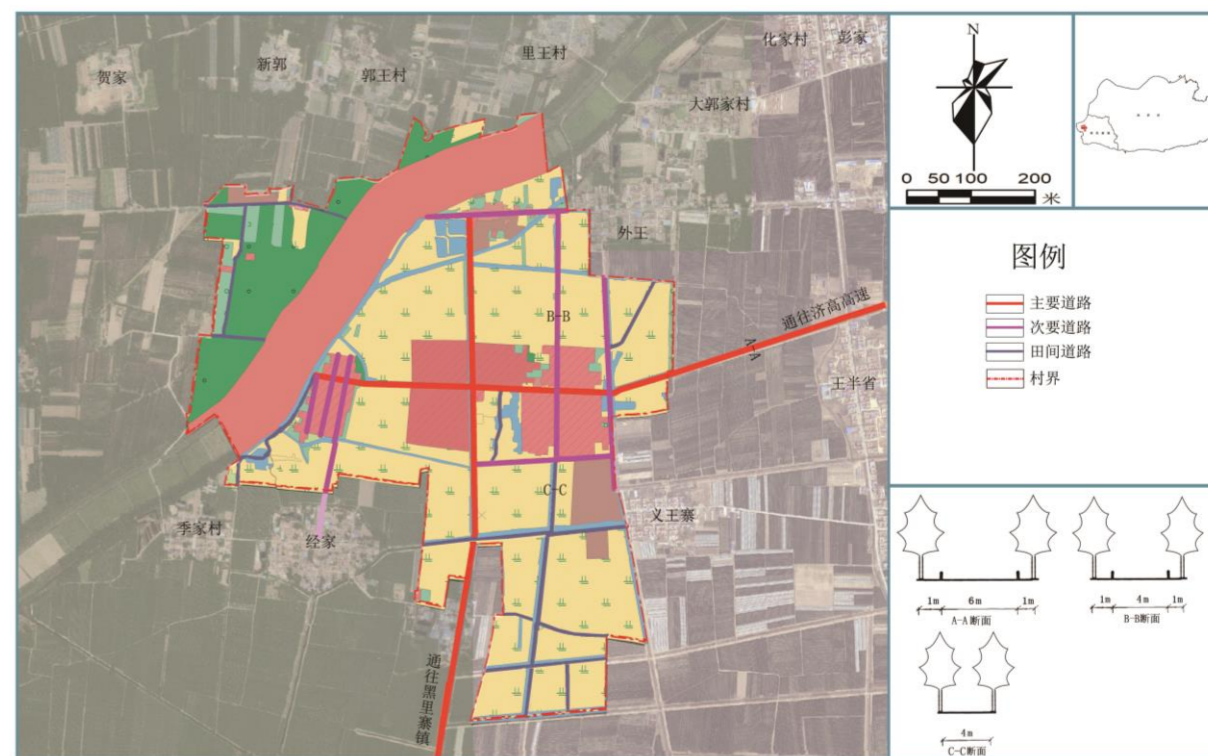 化家村
彭家
里王村
新郭
郭王村
贺家
大郭家村
外王
B-B
通往济高高速
A-A
王半省
C-C
义王寨
季家村
经家
通往黑里寨镇
N
0 50 100 200
米
图例
主要道路
次要道路
田间道路
村界
1m 6m 1m
A-A断面
1m 4m 1m
B-B断面
4m
C-C断面